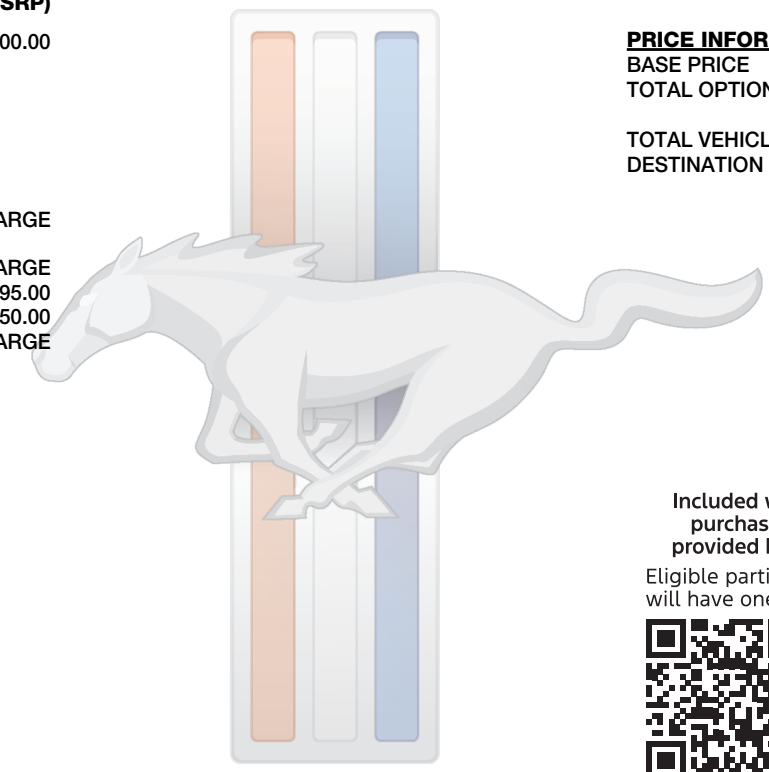 SRP)
00.00
ARGE
ARGE
95.00
50.00
ARGE
PRICE INFOR
BASE PRICE
TOTAL OPTION
TOTAL VEHICL
DESTINATION
Included w
purchas
provided b
Eligible parti
will have one